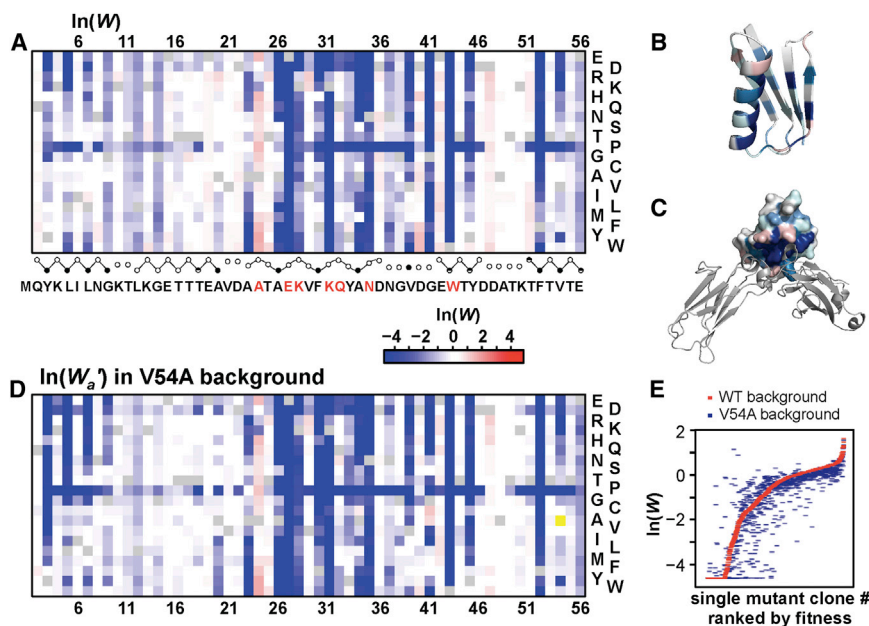 ln(W)
A
6 11 16 21 26 31 36 41 46 51 56
E
D
R
K
H
Q
N
S
T
P
G
C
A
V
I
L
M
F
Y
W
MQYKLILNGKTLKGETTTEAVDAATAEKVFKQYANDNGVDGEWTYDDATKTFTVTE
ln(W)
−4 −2 0 2 4
B
C
D
ln(Wa') in V54A background
E
D
R
K
H
Q
N
S
T
P
G
C
A
V
I
L
M
F
Y
W
6 11 16 21 26 31 36 41 46 51 56
E
WT background
V54A background
2
0
−2
−4
ln(W)
single mutant clone #
ranked by fitness